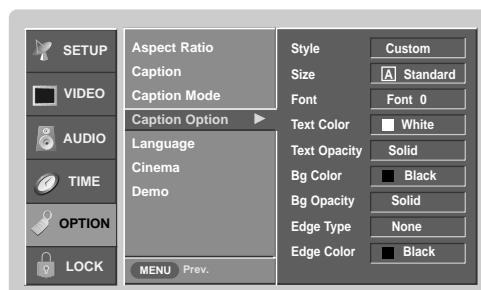 SETUP
VIDEO
AUDIO
TIME
OPTION
LOCK
Aspect Ratio
Caption
Caption Mode
Caption Option
Language
Cinema
Demo
MENU Prev.
Style Custom
Size A Standard
Font Font 0
Text Color White
Text Opacity Solid
Bg Color Black
Bg Opacity Solid
Edge Type None
Edge Color Black